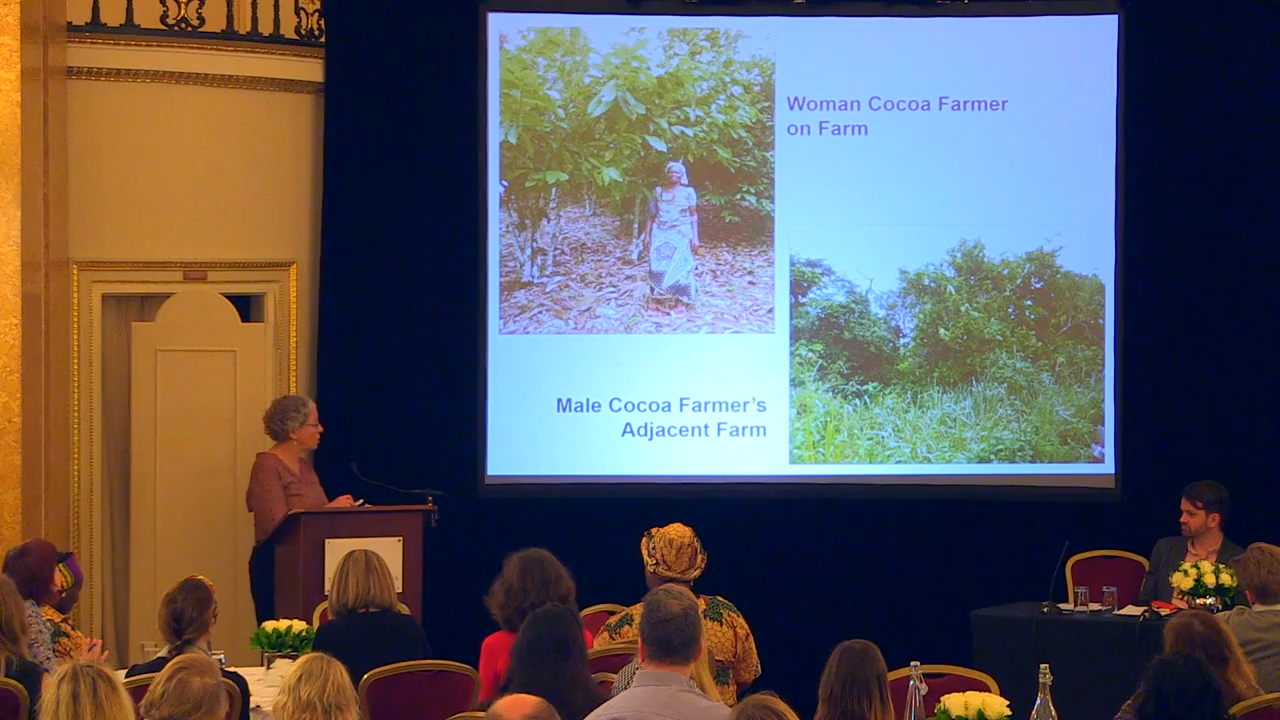 Woman Cocoa Farmer
on Farm
Male Cocoa Farmer's
Adjacent Farm